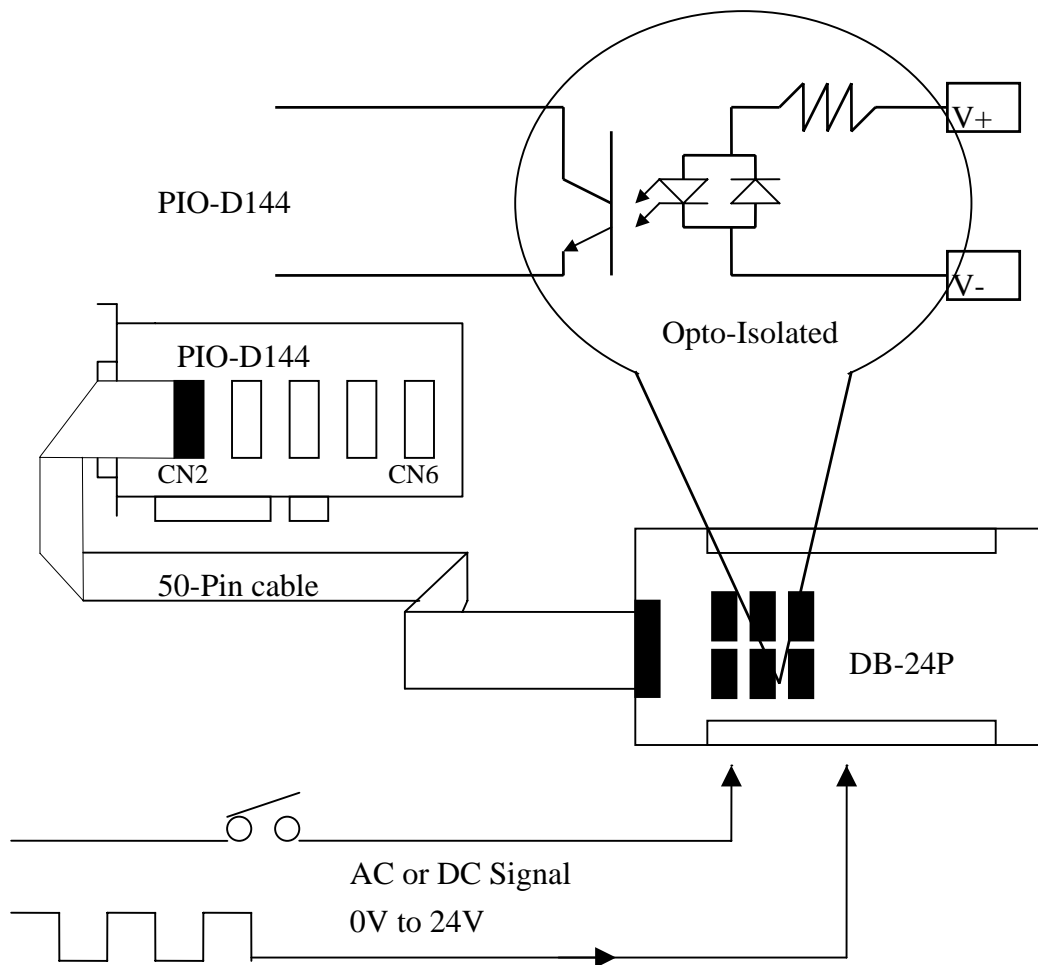 V+
PIO-D144
V-
Opto-Isolated
PIO-D144
CN2
CN6
50-Pin cable
DB-24P
AC or DC Signal
0V to 24V